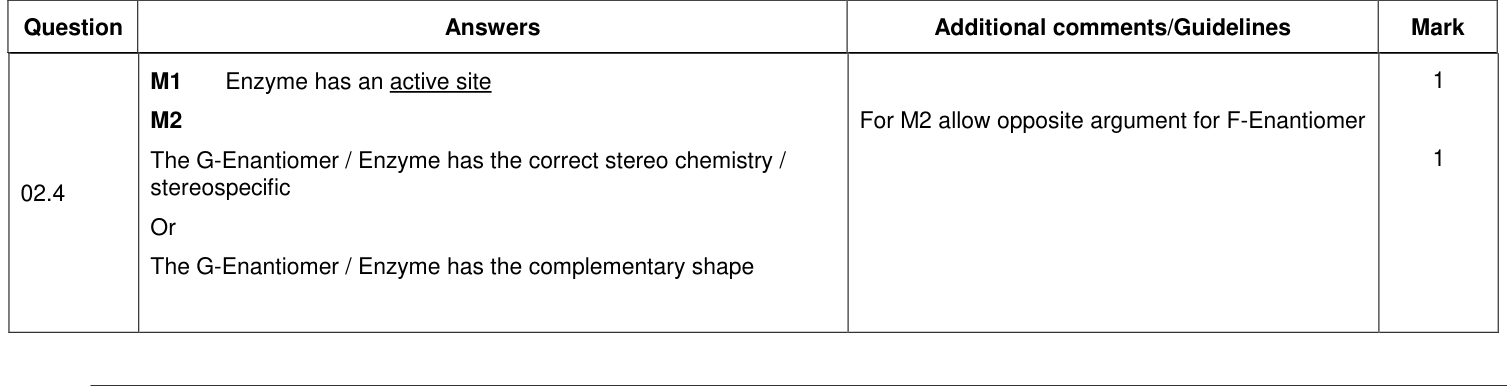 Question Answers Additional comments/Guidelines Mark
M1 Enzyme has an active site 1
M2 For M2 allow opposite argument for F-Enantiomer
The G-Enantiomer / Enzyme has the correct stereo chemistry / 1
stereospecific
02.4
Or
The G-Enantiomer / Enzyme has the complementary shape